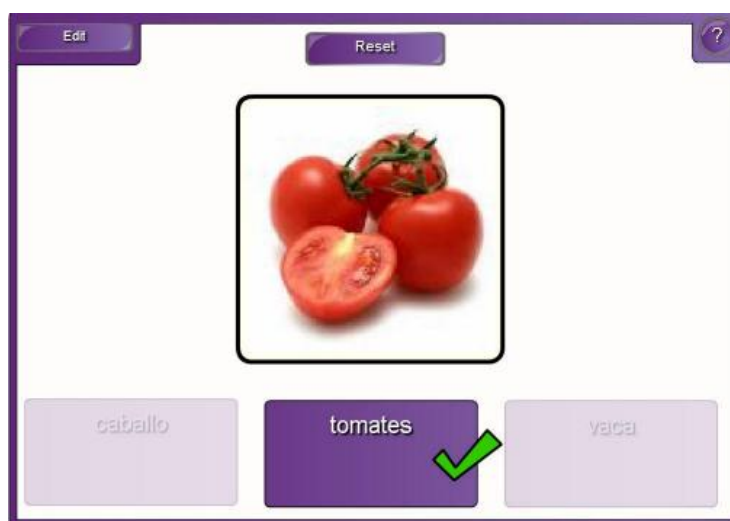 Edit
Reset
?
caballo
tomates
vaca